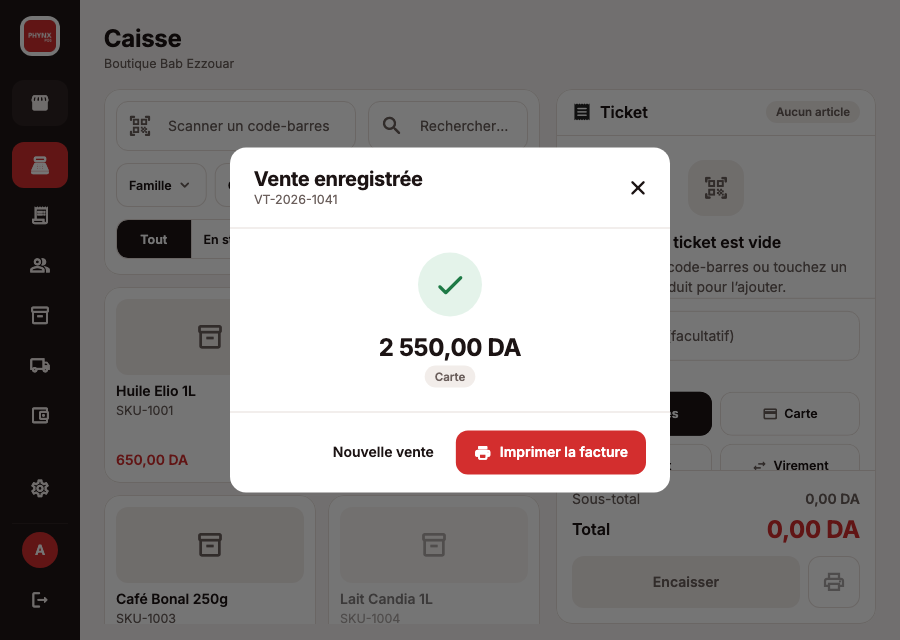 PHYNX
Caisse
Boutique Bab Ezzouar
Scanner un code-barres
Rechercher...
Famille
Tout
En s
Huile Elio 1L
SKU-1001
650,00 DA
Café Bonal 250g
SKU-1003
Lait Candia 1L
SKU-1004
Ticket
Aucun article
ticket est vide
code-barres ou touchez un
duit pour l'ajouter.
facultatif)
es
Carte
Virement
Sous-total
0,00 DA
Total
0,00 DA
Encaisser
A
Vente enregistrée
VT-2026-1041
2 550,00 DA
Carte
Nouvelle vente
Imprimer la facture